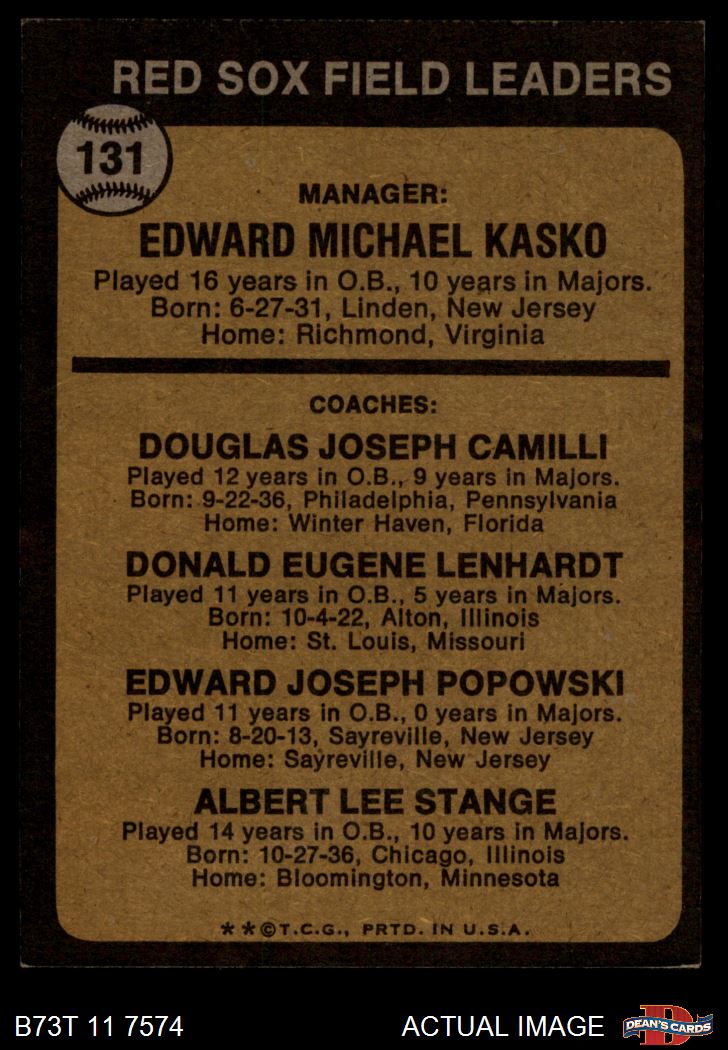 RED SOX FIELD LEADERS
131
MANAGER:
EDWARD MICHAEL KASKO
Played 16 years in O.B., 10 years in Majors.
Born: 6-27-31, Linden, New Jersey
Home: Richmond, Virginia
COACHES:
DOUGLAS JOSEPH CAMILLI
Played 12 years in O.B., 9 years in Majors.
Born: 9-22-36, Philadelphia, Pennsylvania
Home: Winter Haven, Florida
DONALD EUGENE LENHARDT
Played 11 years in O.B., 5 years in Majors.
Born: 10-4-22, Alton, Illinois
Home: St. Louis, Missouri
EDWARD JOSEPH POPOWSKI
Played 11 years in O.B., 0 years in Majors.
Born: 8-20-13, Sayreville, New Jersey
Home: Sayreville, New Jersey
ALBERT LEE STANGE
Played 14 years in O.B., 10 years in Majors.
Born: 10-27-36, Chicago, Illinois
Home: Bloomington, Minnesota
**©T.C.G., PRTD. IN U.S.A.
B73T 11 7574
ACTUAL IMAGE
D
DEAN'S CARDS